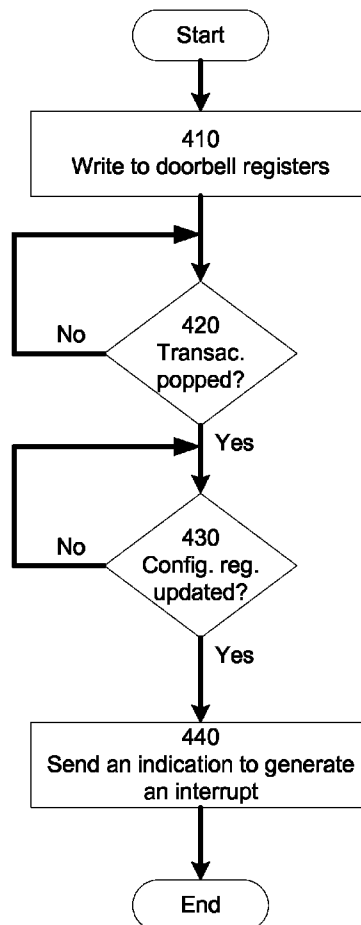 Start
410
Write to doorbell registers
420
Transac.
popped?
No
Yes
430
Config. reg.
updated?
No
Yes
440
Send an indication to generate
an interrupt
End